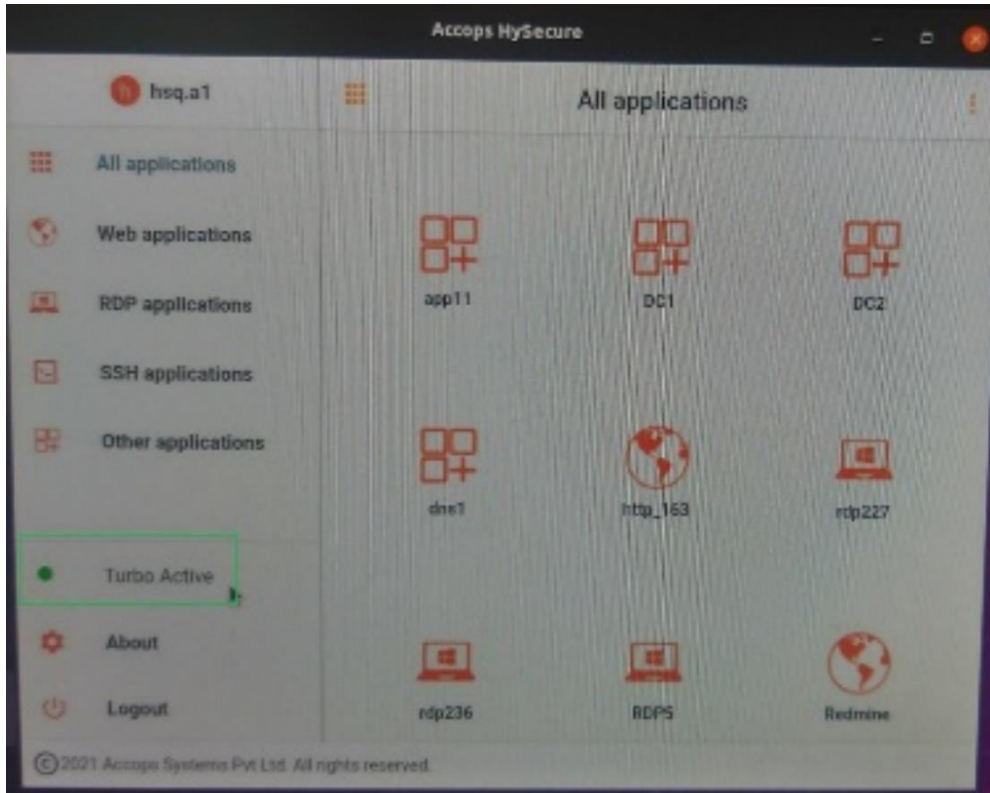 Accops HySecure
h hsq.a1
All applications
All applications
Web applications
RDP applications
SSH applications
Other applications
Turbo Active
About
Logout
app11 DC1 DC2
dns1 http_163 rdp227
rdp236 RDPS Redmine
©2021 Accops Systems Pvt Ltd. All rights reserved.